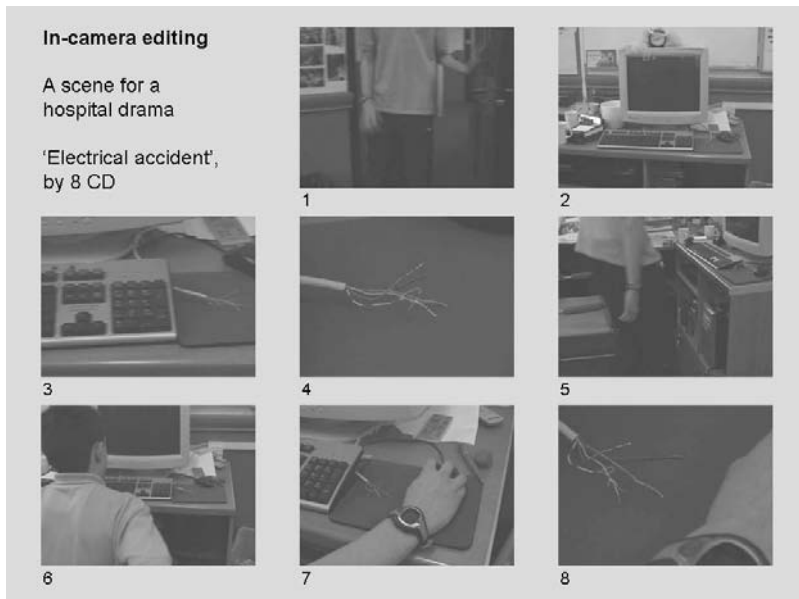 In-camera editing
A scene for a
hospital drama
‘Electrical accident’,
by 8 CD
1
2
3
4
5
6
7
8